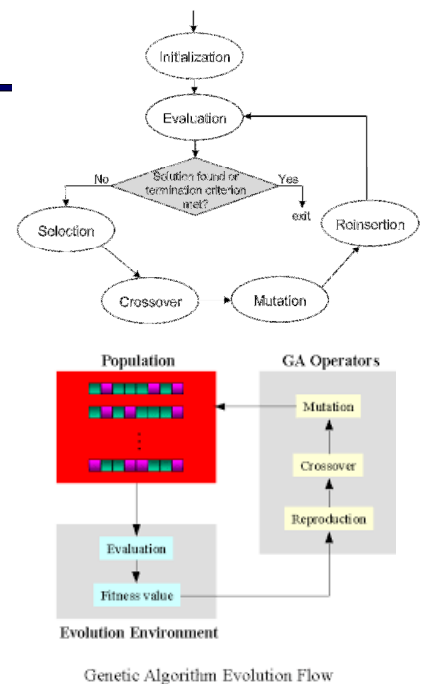 Initialization
Evaluation
No
Solution found or
termination criterion
met?
Yes
exit
Selection
Reinsertion
Crossover
Mutation
Population
GA Operators
Mutation
Crossover
Reproduction
Evaluation
Fitness value
Evolution Environment
Genetic Algorithm Evolution Flow